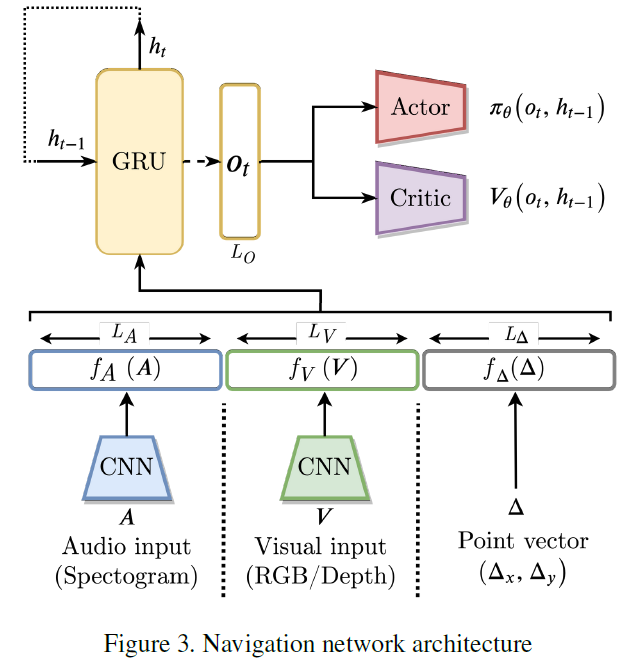 h_t
h_{t−1}
GRU
o_t
L_O
Actor
π_θ(o_t, h_{t−1})
Critic
V_θ(o_t, h_{t−1})
L_A
L_V
L_Δ
f_A (A)
f_V (V)
f_Δ(Δ)
CNN
CNN
A
V
Δ
Audio input
(Spectogram)
Visual input
(RGB/Depth)
Point vector
(Δ_x, Δ_y)
Figure 3. Navigation network architecture